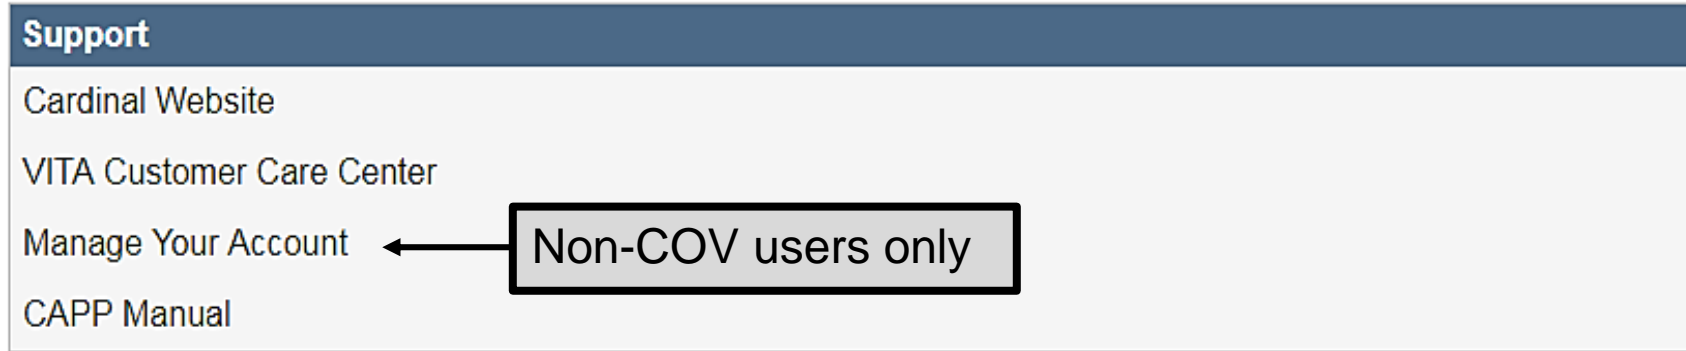 Support
Cardinal Website
VITA Customer Care Center
Manage Your Account
Non-COV users only
CAPP Manual